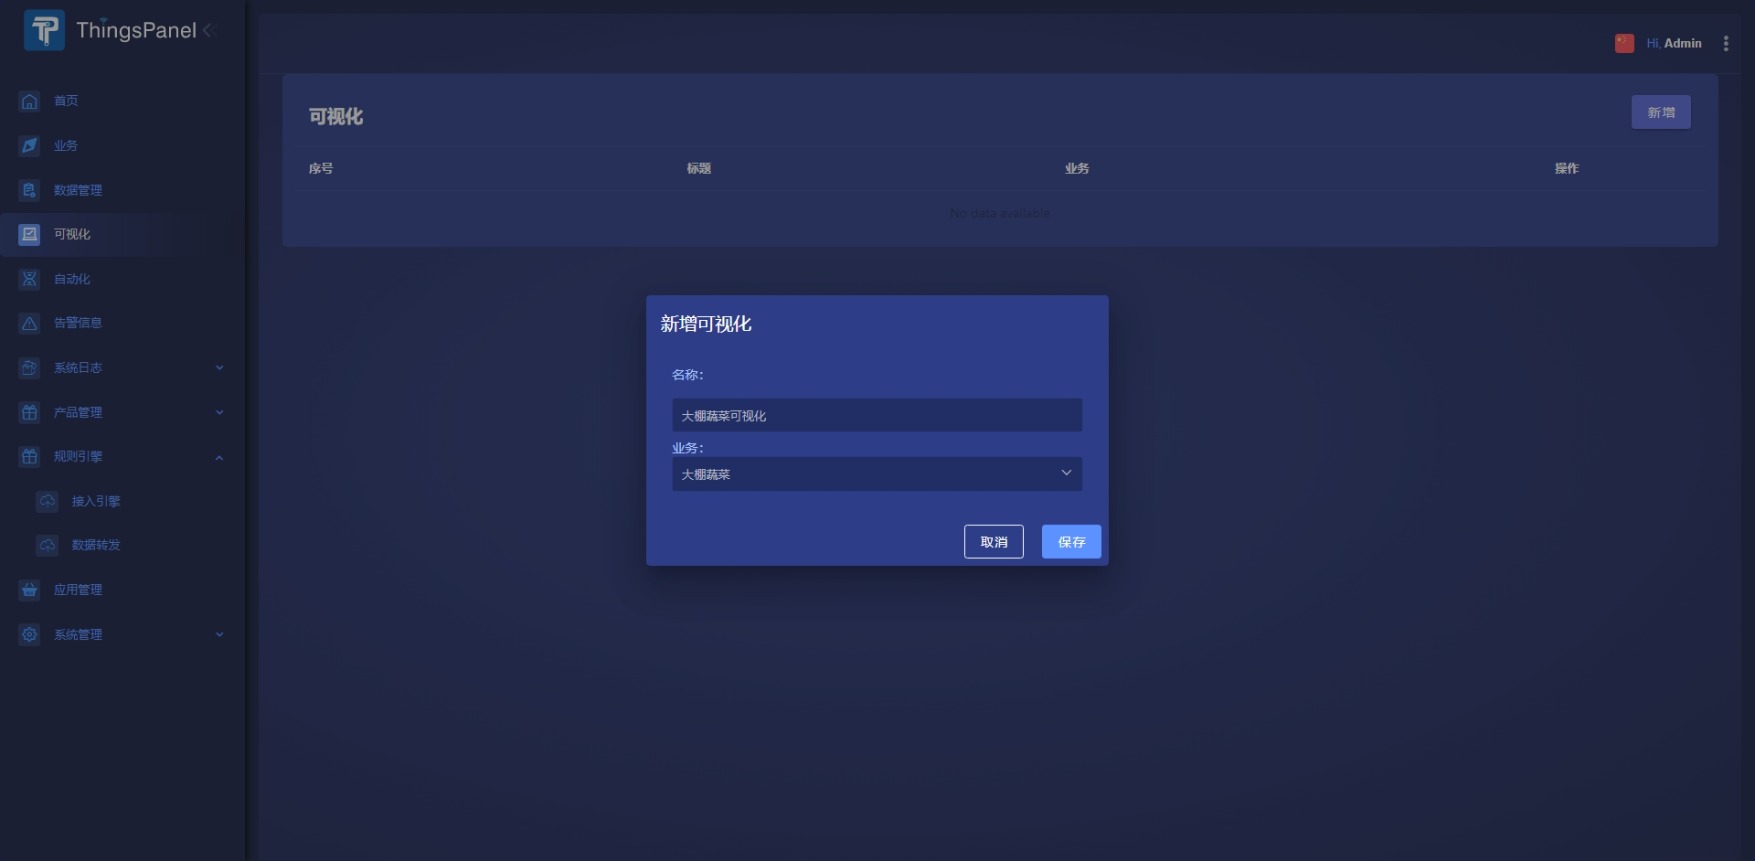 ThingsPanel
Hi, Admin
首页
业务
数据管理
可视化
自动化
告警信息
系统日志
产品管理
规则引擎
接入引擎
数据转发
应用管理
系统管理
可视化
新增
序号 标题 业务 操作
No data available
新增可视化
名称：
大棚蔬菜可视化
业务：
大棚蔬菜
取消 保存